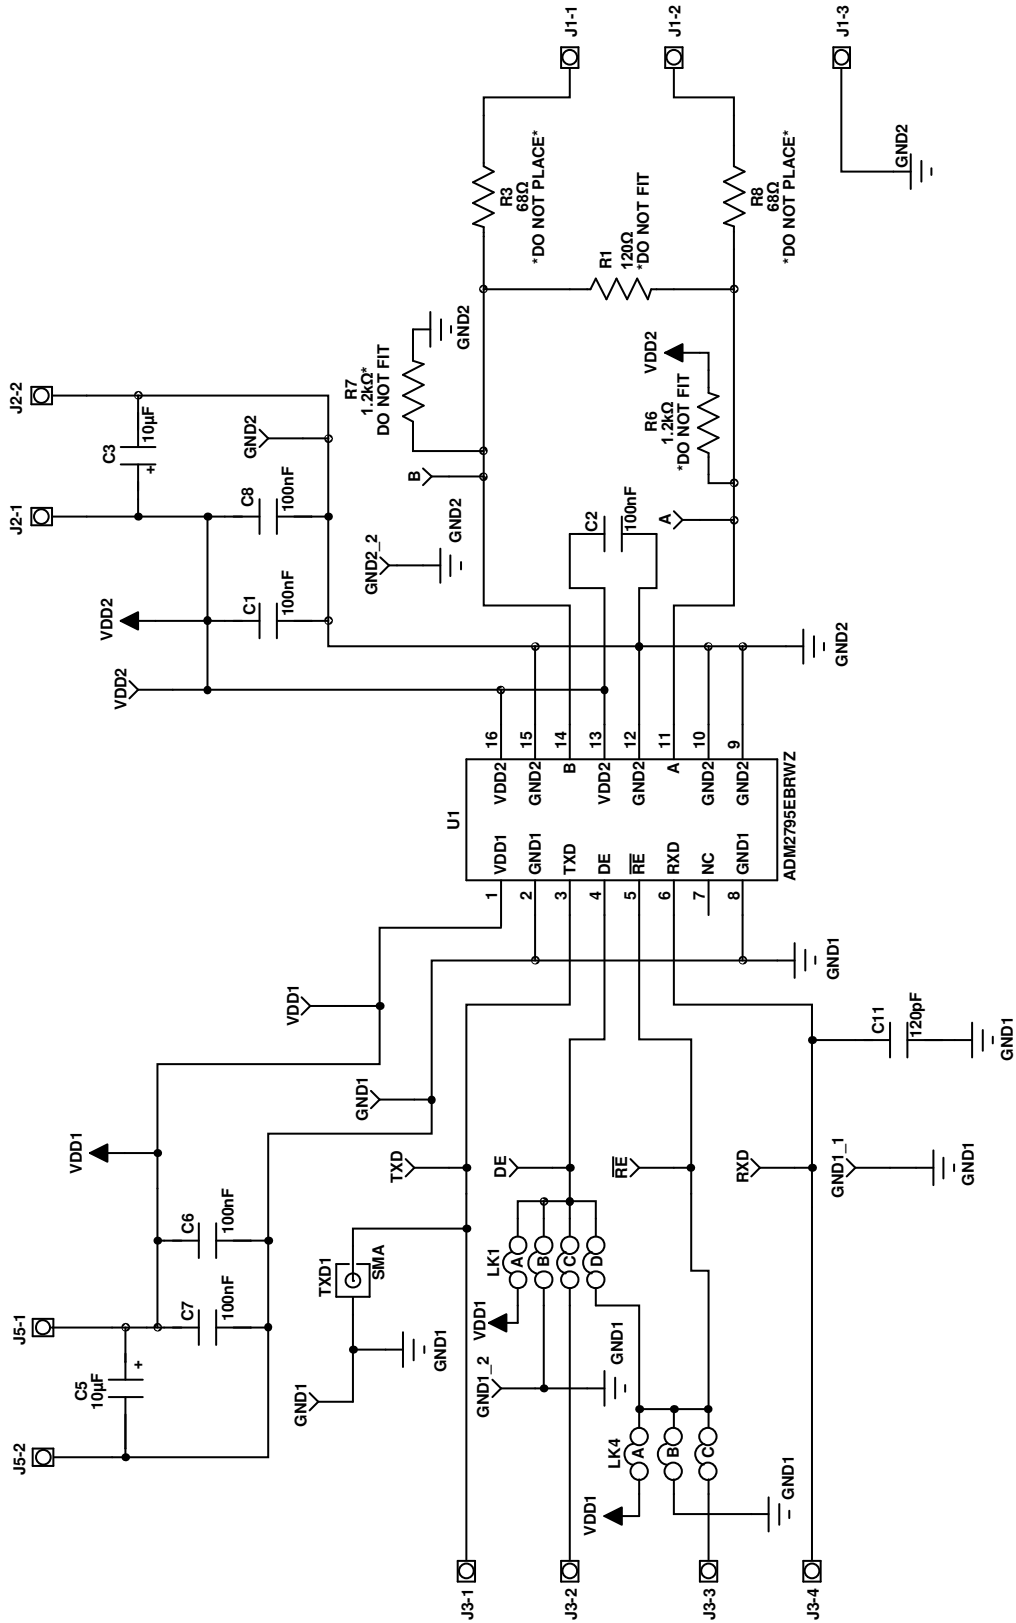 J5-2
J5-1
J2-1
J2-2
C5
10µF
+
C7
100nF
C6
100nF
VDD1
VDD1
GND1
VDD2
VDD2
C1
100nF
C8
100nF
C3
10µF
+
GND2
J1-1
J1-2
J1-3
GND2
TXD1
SMA
GND1
GND1
TXD
DE
RE
RXD
GND1_1
GND1
U1
VDD1
GND1
TXD
DE
RE
RXD
NC
GND1
1
2
3
4
5
6
7
8
VDD2
GND2
B
VDD2
GND2
A
GND2
GND2
16
15
14
13
12
11
10
9
ADM2795EBRWZ
GND1
GND2
GND2_2
GND2
B
A
C2
100nF
R7
1.2kΩ*
DO NOT FIT
GND2
R3
68Ω
*DO NOT PLACE*
R1
120Ω
*DO NOT FIT
R6
1.2kΩ
*DO NOT FIT
VDD2
R8
68Ω
*DO NOT PLACE*
LK1
A
B
C
D
VDD1
GND1_2
GND1
LK4
A
B
C
VDD1
GND1
C11
120pF
GND1
J3-1
J3-2
J3-3
J3-4